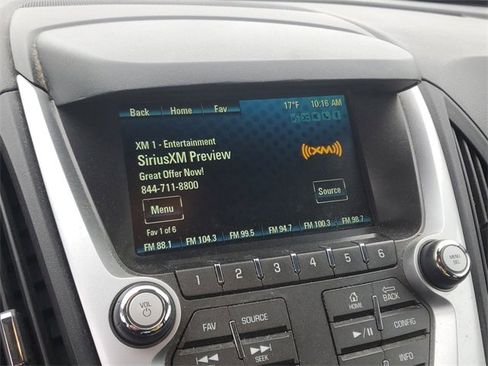 Back Home Fav 17°F 10:16 AM
XM 1 - Entertainment
SiriusXM Preview
Great Offer Now!
844-711-8800
((XM))
Menu
Source
Fav 1 of 6
FM 88.1 FM 104.3 FM 99.5 FM 94.7 FM 100.3 FM 98.7
1 2 3 4 5 6
VOL
MENU
SEL
FAV SOURCE
HOME BACK
SEEK
CONFIG
INFO